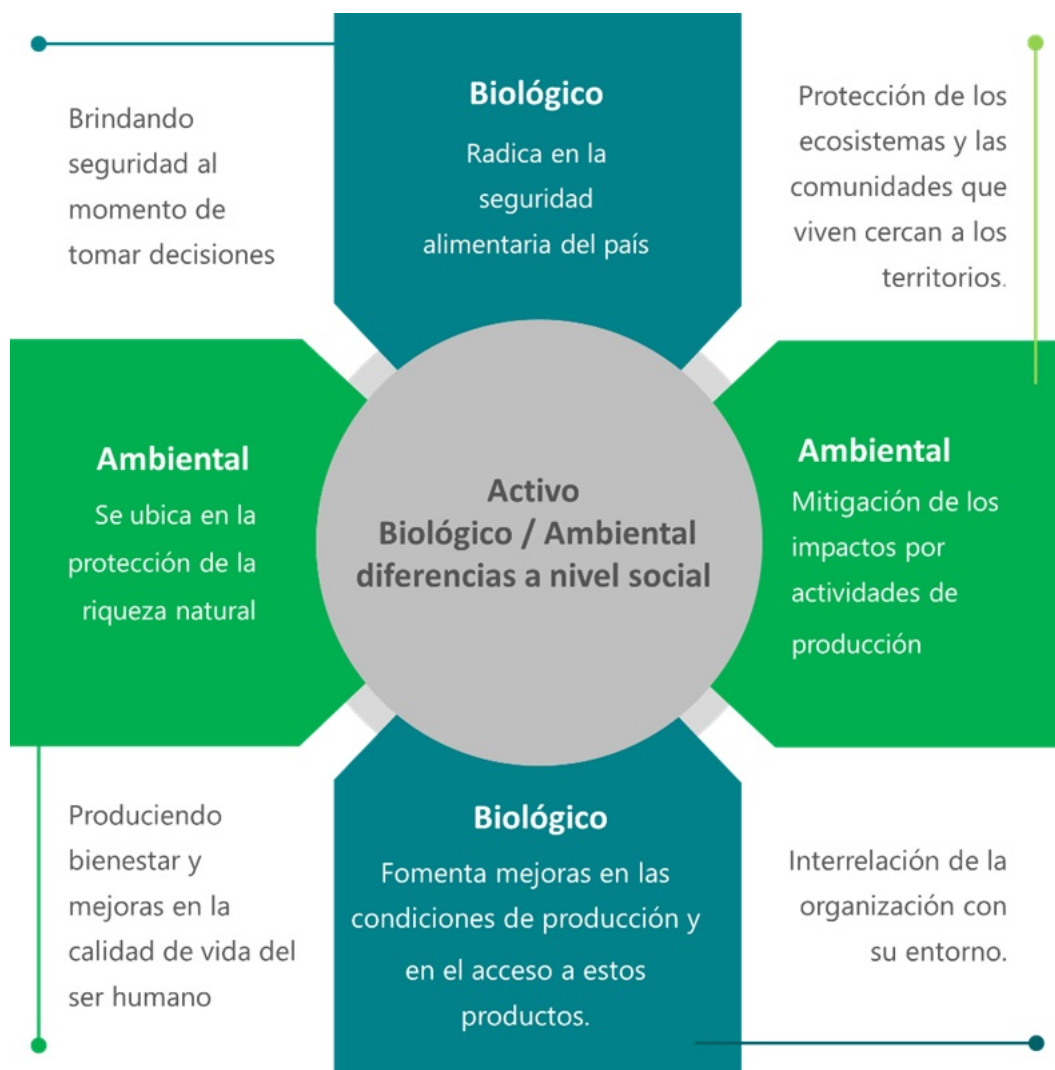 Biológico
Radica en la
seguridad
alimentaria del país
Brindando
seguridad al
momento de
tomar decisiones
Protección de los
ecosistemas y las
comunidades que
viven cercan a los
territorios.
Ambiental
Se ubica en la
protección de la
riqueza natural
Activo
Biológico / Ambiental
diferencias a nivel social
Ambiental
Mitigación de los
impactos por
actividades de
producción
Produciendo
bienestar y
mejoras en la
calidad de vida del
ser humano
Biológico
Fomenta mejoras en las
condiciones de producción y
en el acceso a estos
productos.
Interrelación de la
organización con
su entorno.